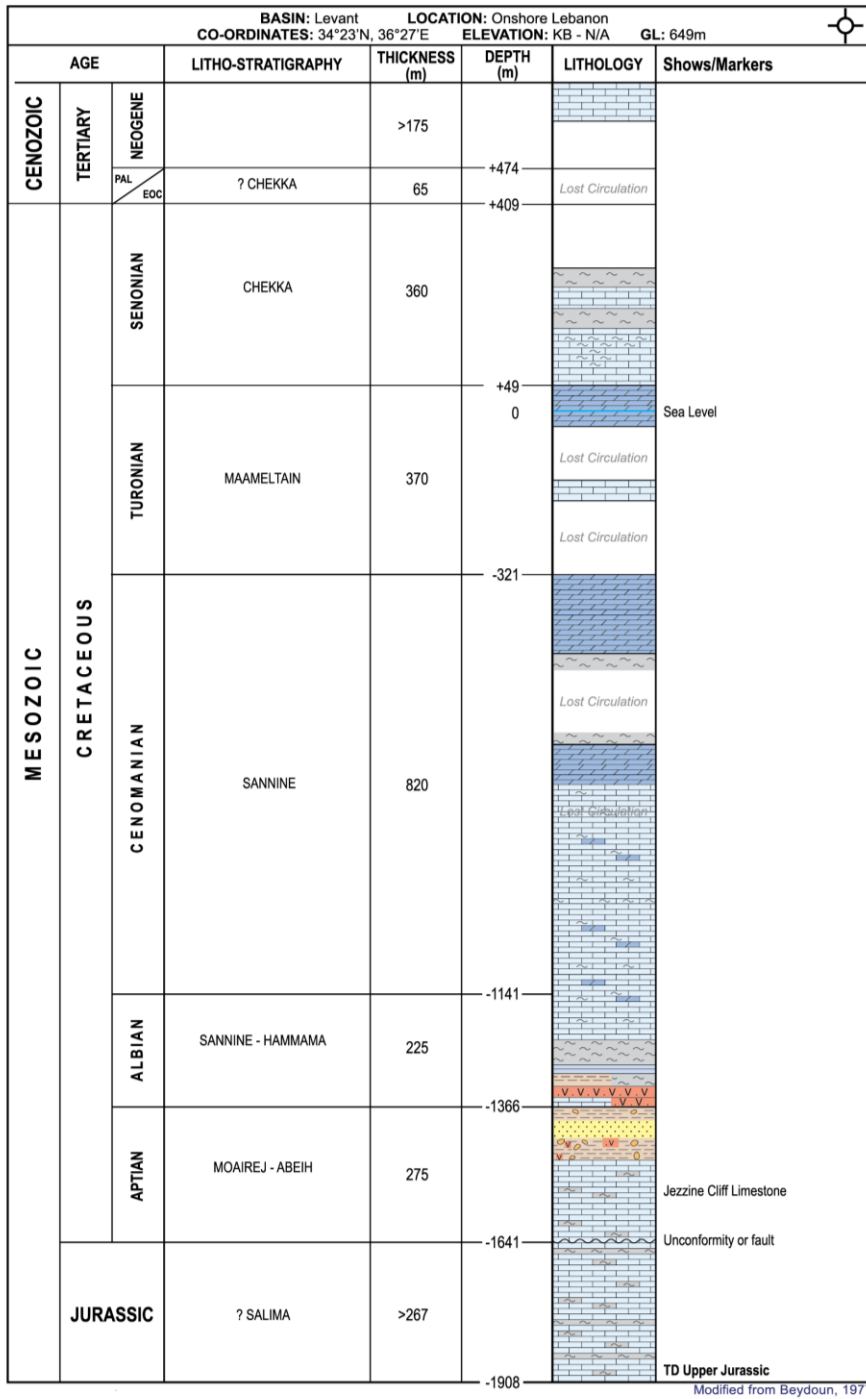 BASIN: Levant LOCATION: Onshore Lebanon
CO-ORDINATES: 34°23'N, 36°27'E ELEVATION: KB - N/A GL: 649m
AGE LITHO-STRATIGRAPHY THICKNESS (m) DEPTH (m) LITHOLOGY Shows/Markers
CENOZOIC
TERTIARY
NEOGENE
>175
+474
PAL
EOC
? CHEKKA
65
Lost Circulation
+409
MESOZOIC
CRETACEOUS
SENONIAN
CHEKKA
360
+49
0
Sea Level
TURONIAN
MAAMELTAIN
370
Lost Circulation
Lost Circulation
-321
CENOMANIAN
SANNINE
820
Lost Circulation
Lost Circulation
-1141
ALBIAN
SANNINE - HAMMAMA
225
-1366
APTIAN
MOAIREJ - ABEIH
275
Jezzine Cliff Limestone
-1641
Unconformity or fault
JURASSIC
? SALIMA
>267
TD Upper Jurassic
-1908
Modified from Beydoun, 197